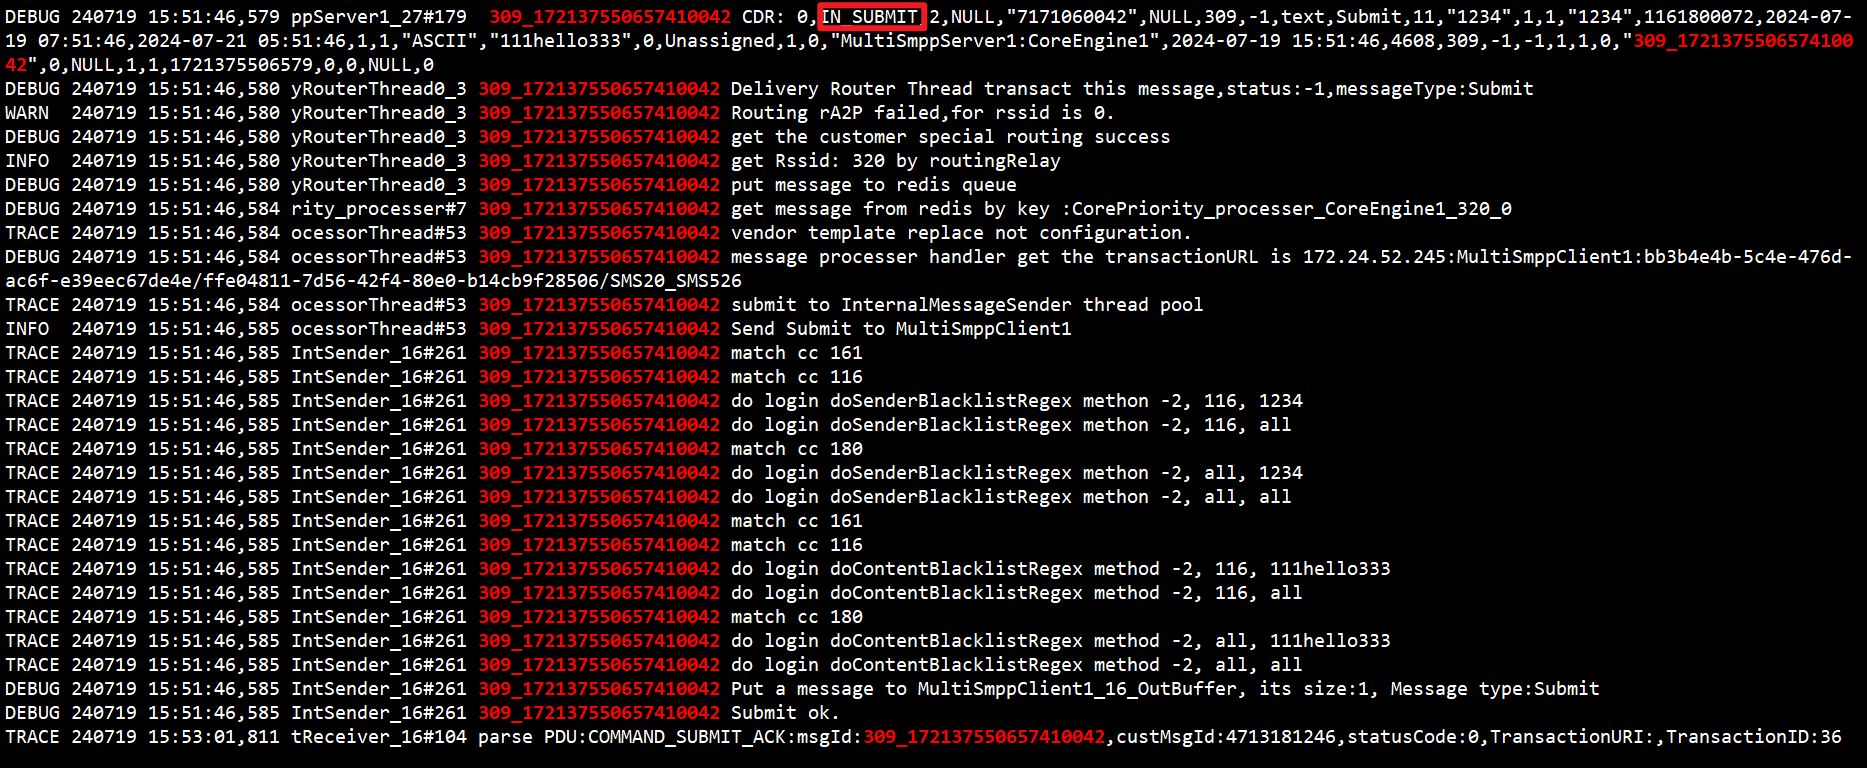 DEBUG 240719 15:51:46,579 ppServer1_27#179  309_172137550657410042 CDR: 0,IN_SUBMIT,2,NULL,"7171060042",NULL,309,-1,text,Submit,11,"1234",1,1,"1234",1161800072,2024-07-
19 07:51:46,2024-07-21 05:51:46,1,1,"ASCII","111hello333",0,Unassigned,1,0,"MultiSmppServer1:CoreEngine1",2024-07-19 15:51:46,4608,309,-1,-1,1,1,0,"309_1721375506574100
42",0,NULL,1,1,1721375506579,0,0,NULL,0
DEBUG 240719 15:51:46,580 yRouterThread0_3 309_172137550657410042 Delivery Router Thread transact this message,status:-1,messageType:Submit
WARN  240719 15:51:46,580 yRouterThread0_3 309_172137550657410042 Routing rA2P failed,for rssid is 0.
DEBUG 240719 15:51:46,580 yRouterThread0_3 309_172137550657410042 get the customer special routing success
INFO  240719 15:51:46,580 yRouterThread0_3 309_172137550657410042 get Rssid: 320 by routingRelay
DEBUG 240719 15:51:46,580 yRouterThread0_3 309_172137550657410042 put message to redis queue
DEBUG 240719 15:51:46,584 rity_processer#7 309_172137550657410042 get message from redis by key :CorePriority_processer_CoreEngine1_320_0
TRACE 240719 15:51:46,584 ocessorThread#53 309_172137550657410042 vendor template replace not configuration.
DEBUG 240719 15:51:46,584 ocessorThread#53 309_172137550657410042 message processer handler get the transactionURL is 172.24.52.245:MultiSmppClient1:bb3b4e4b-5c4e-476d-
ac6f-e39eec67de4e/ffe04811-7d56-42f4-80e0-b14cb9f28506/SMS20_SMS526
TRACE 240719 15:51:46,584 ocessorThread#53 309_172137550657410042 submit to InternalMessageSender thread pool
INFO  240719 15:51:46,585 ocessorThread#53 309_172137550657410042 Send Submit to MultiSmppClient1
TRACE 240719 15:51:46,585 IntSender_16#261 309_172137550657410042 match cc 161
TRACE 240719 15:51:46,585 IntSender_16#261 309_172137550657410042 match cc 116
TRACE 240719 15:51:46,585 IntSender_16#261 309_172137550657410042 do login doSenderBlacklistRegex methon -2, 116, 1234
TRACE 240719 15:51:46,585 IntSender_16#261 309_172137550657410042 do login doSenderBlacklistRegex methon -2, 116, all
TRACE 240719 15:51:46,585 IntSender_16#261 309_172137550657410042 match cc 180
TRACE 240719 15:51:46,585 IntSender_16#261 309_172137550657410042 do login doSenderBlacklistRegex methon -2, all, 1234
TRACE 240719 15:51:46,585 IntSender_16#261 309_172137550657410042 do login doSenderBlacklistRegex methon -2, all, all
TRACE 240719 15:51:46,585 IntSender_16#261 309_172137550657410042 match cc 161
TRACE 240719 15:51:46,585 IntSender_16#261 309_172137550657410042 match cc 116
TRACE 240719 15:51:46,585 IntSender_16#261 309_172137550657410042 do login doContentBlacklistRegex method -2, 116, 111hello333
TRACE 240719 15:51:46,585 IntSender_16#261 309_172137550657410042 do login doContentBlacklistRegex method -2, 116, all
TRACE 240719 15:51:46,585 IntSender_16#261 309_172137550657410042 match cc 180
TRACE 240719 15:51:46,585 IntSender_16#261 309_172137550657410042 do login doContentBlacklistRegex method -2, all, 111hello333
TRACE 240719 15:51:46,585 IntSender_16#261 309_172137550657410042 do login doContentBlacklistRegex method -2, all, all
DEBUG 240719 15:51:46,585 IntSender_16#261 309_172137550657410042 Put a message to MultiSmppClient1_16_OutBuffer, its size:1, Message type:Submit
DEBUG 240719 15:51:46,585 IntSender_16#261 309_172137550657410042 Submit ok.
TRACE 240719 15:53:01,811 tReceiver_16#104 parse PDU:COMMAND_SUBMIT_ACK:msgId:309_172137550657410042,custMsgId:4713181246,statusCode:0,TransactionURI:,TransactionID:36